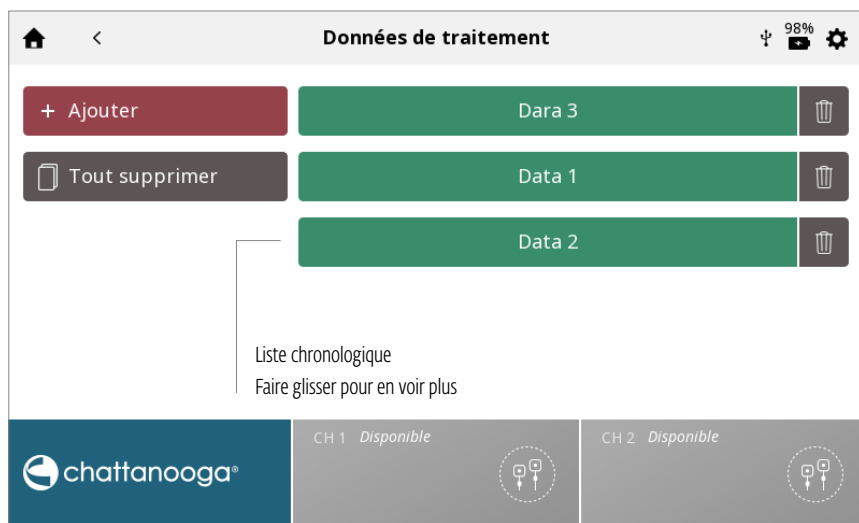 Données de traitement
98%
+ Ajouter
Dara 3
Tout supprimer
Data 1
Data 2
Liste chronologique
Faire glisser pour en voir plus
chattanooga®
CH 1 Disponible
CH 2 Disponible